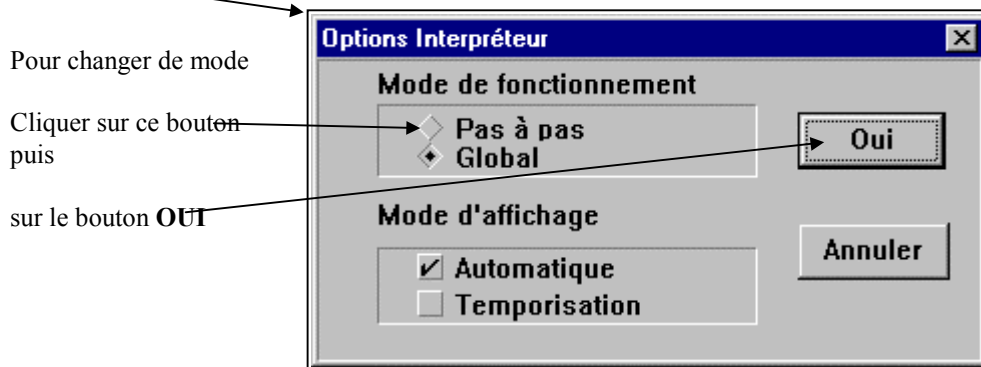 Pour changer de mode
Cliquer sur ce bouton
puis
sur le bouton OUI
Options Interpréteur
Mode de fonctionnement
Pas à pas
Global
Oui
Mode d'affichage
Automatique
Temporisation
Annuler